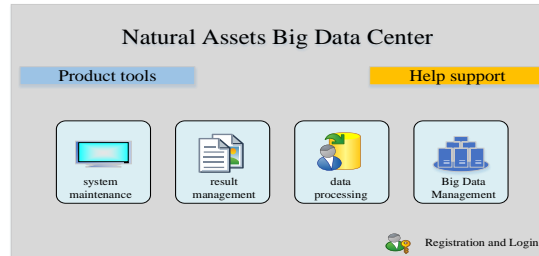 Natural Assets Big Data Center
Product tools
Help support
system
maintenance
result
management
data
processing
Big Data
Management
Registration and Login